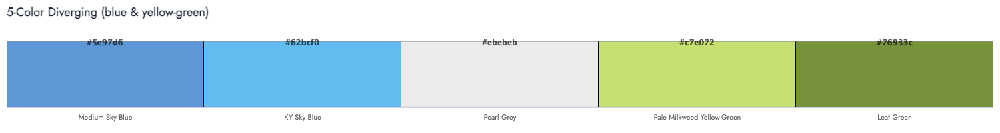 5-Color Diverging (blue & yellow-green)
#5e97d6 #62bcf0 #ebebeb #c7e072 #76933c
Medium Sky Blue KY Sky Blue Pearl Grey Pale Milkweed Yellow-Green Leaf Green